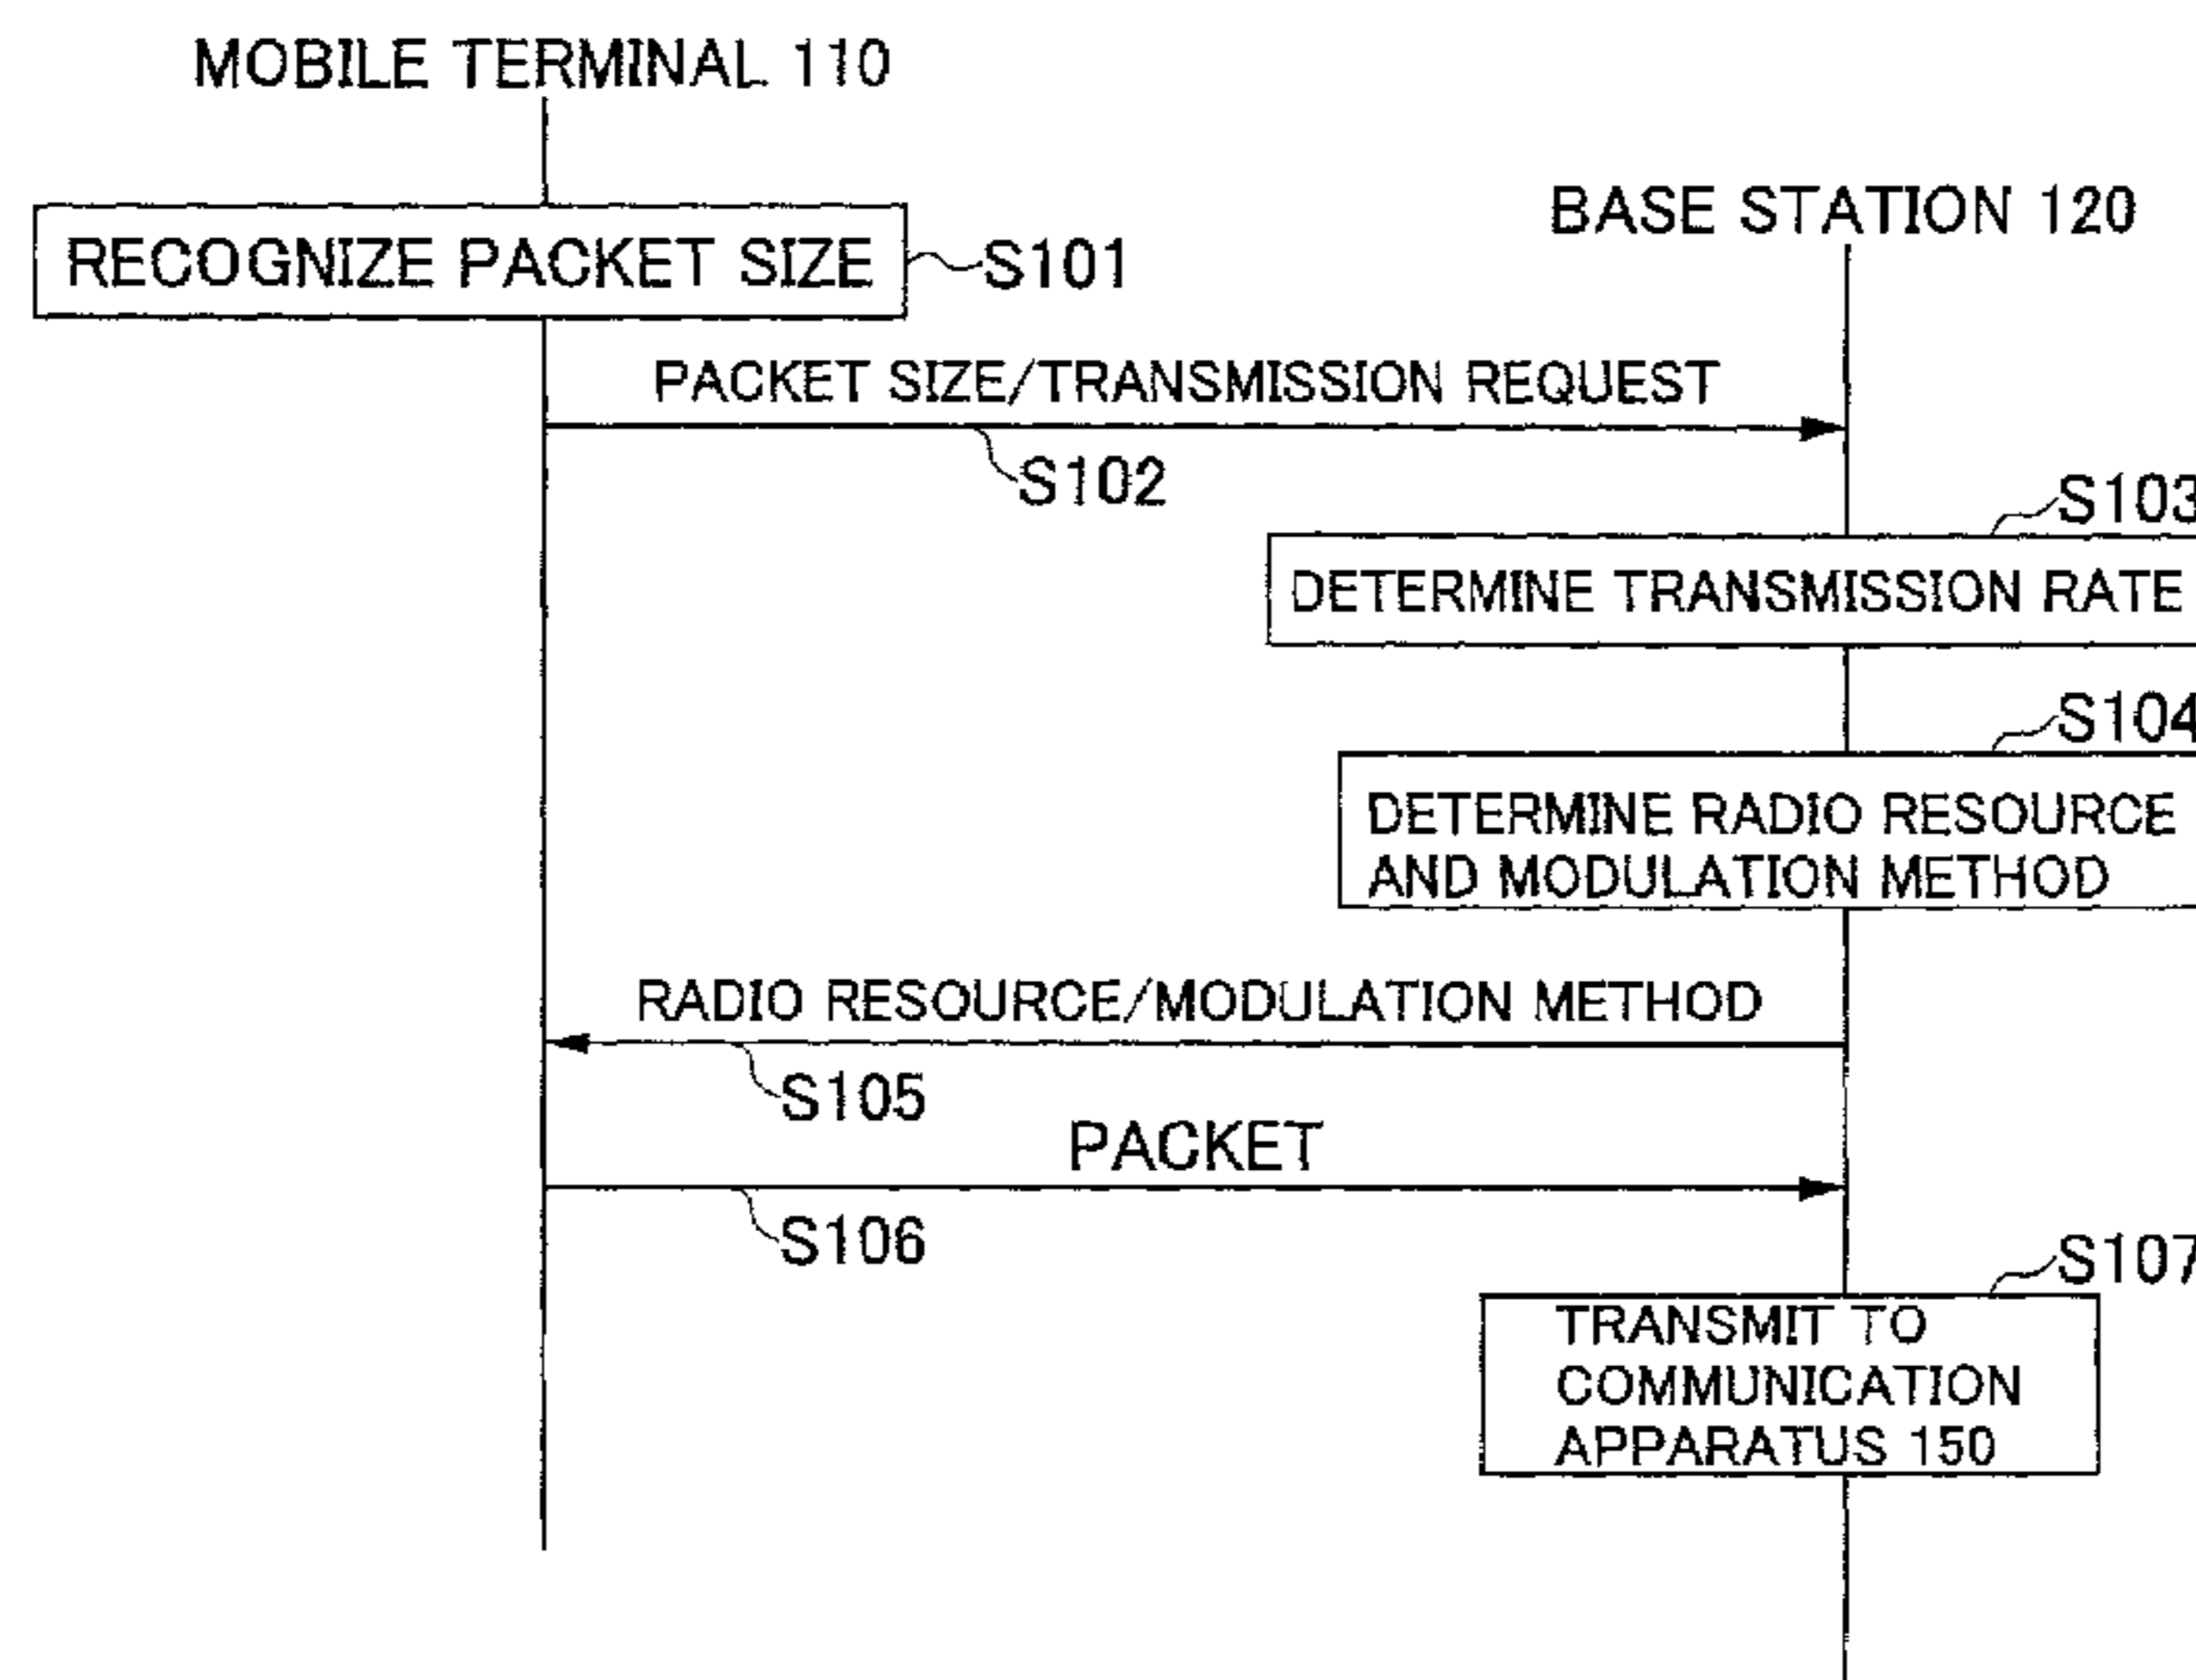 MOBILE TERMINAL 110
BASE STATION 120
RECOGNIZE PACKET SIZE
S101
PACKET SIZE/TRANSMISSION REQUEST
S102
S103
DETERMINE TRANSMISSION RATE
S104
DETERMINE RADIO RESOURCE
AND MODULATION METHOD
RADIO RESOURCE/MODULATION METHOD
S105
PACKET
S106
S107
TRANSMIT TO
COMMUNICATION
APPARATUS 150